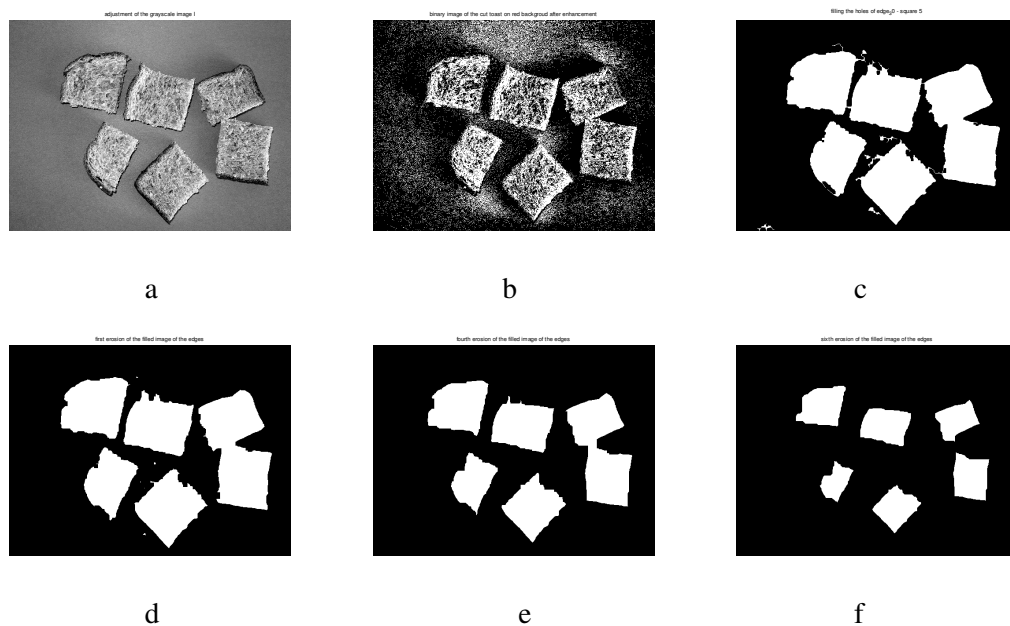 adjustment of the grayscale image I
binary image of the cut toast on red backgroud after enhancement
filling the holes of edge20 - square 5
a
b
c
first erosion of the filled image of the edges
fourth erosion of the filled image of the edges
sixth erosion of the filled image of the edges
d
e
f